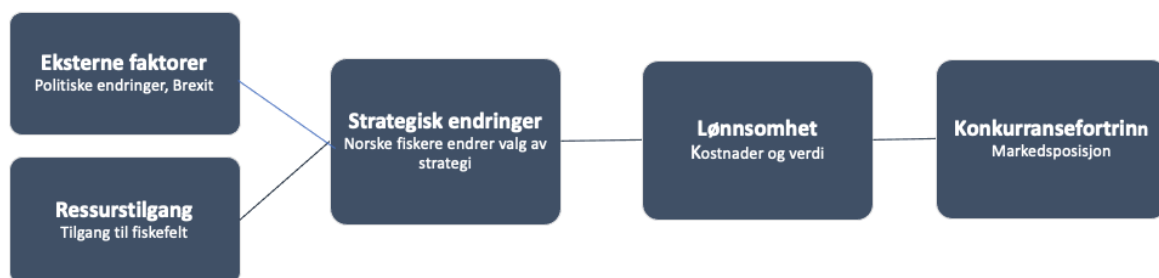 Eksterne faktorer
Politiske endringer, Brexit
Ressurstilgang
Tilgang til fiskefelt
Strategisk endringer
Norske fiskere endrer valg av
strategi
Lønnsomhet
Kostnader og verdi
Konkurransefortrinn
Markedsposisjon